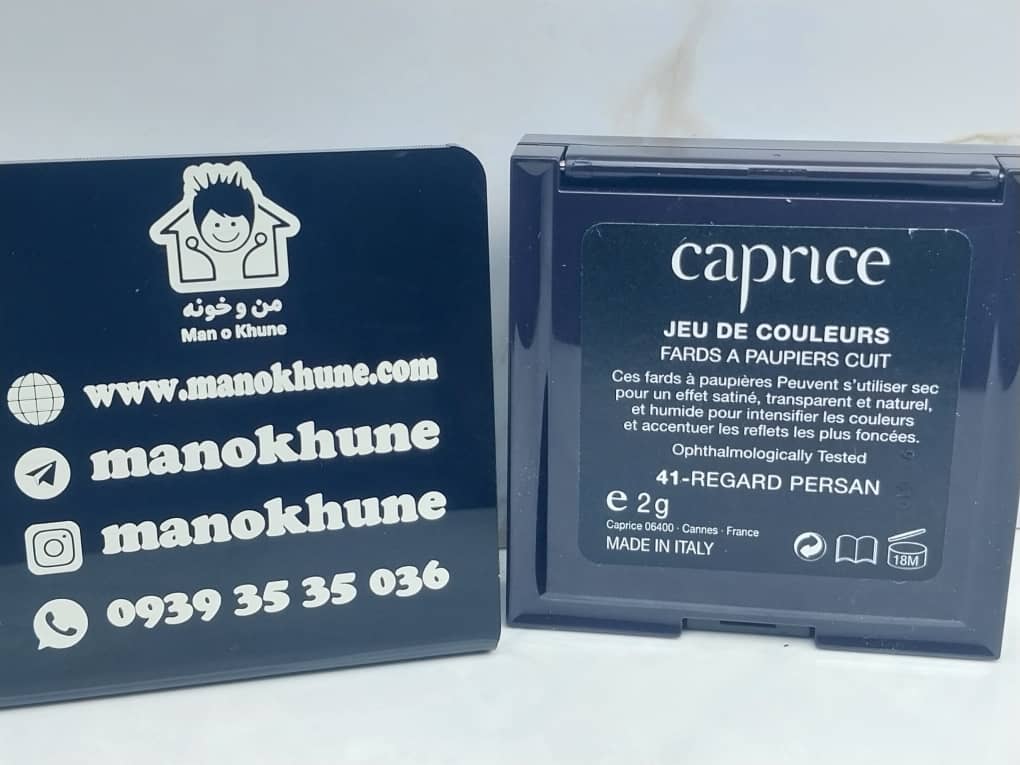 من و خونه
Man o Khune
www.manokhune.com
manokhune
manokhune
0939 35 35 036
caprice
JEU DE COULEURS
FARDS A PAUPIERS CUIT
Ces fards à paupières Peuvent s'utiliser sec
pour un effet satiné, transparent et naturel,
et humide pour intensifier les couleurs
et accentuer les reflets les plus foncées.
Ophthalmologically Tested
41-REGARD PERSAN
e 2g
Caprice 06400 · Cannes · France
MADE IN ITALY
18M